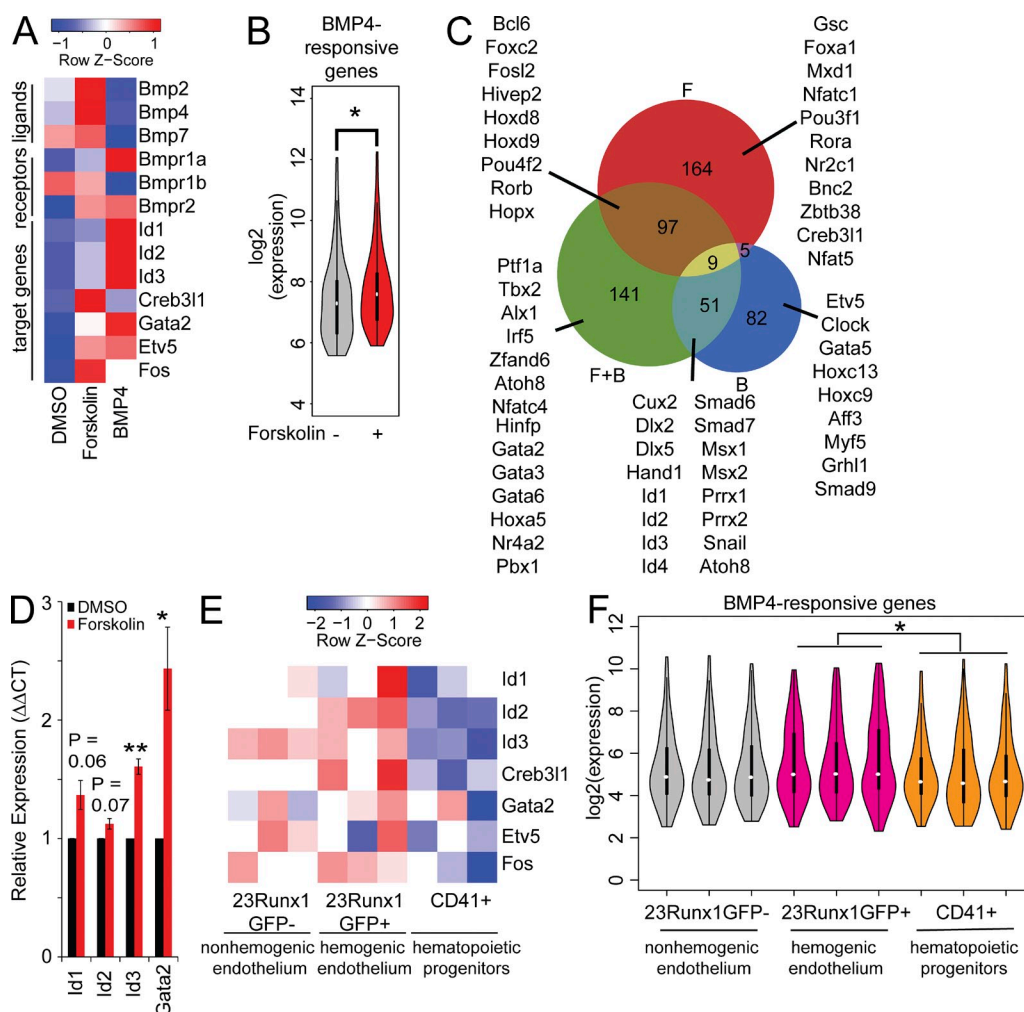 A
-1 0 1
Row Z-Score
ligands
receptors
target genes
Bmp2
Bmp4
Bmp7
Bmpr1a
Bmpr1b
Bmpr2
Id1
Id2
Id3
Creb3l1
Gata2
Etv5
Fos
DMSO
Forskolin
BMP4
B
BMP4-
responsive
genes
*
log2
(expression)
14
12
10
8
6
4
Forskolin - +
C
Bcl6
Foxc2
Fosl2
Hivep2
Hoxd8
Hoxd9
Pou4f2
Rorb
Hopx
Gsc
Foxa1
Mxd1
Nfatc1
Pou3f1
Rora
Nr2c1
Bnc2
Zbtb38
Creb3l1
Nfat5
F
164
97
5
9
141
51
82
F+B
B
Ptf1a
Tbx2
Alx1
Irf5
Zfand6
Atoh8
Nfatc4
Hinfp
Gata2
Gata3
Gata6
Hoxa5
Nr4a2
Pbx1
Cux2
Dlx2
Dlx5
Hand1
Id1
Id2
Id3
Id4
Smad6
Smad7
Msx1
Msx2
Prrx1
Prrx2
Snail
Atoh8
Etv5
Clock
Gata5
Hoxc13
Hoxc9
Aff3
Myf5
Grhl1
Smad9
D
DMSO
Forskolin
Relative Expression (ΔΔCT)
3
2
1
0
P =
0.06
P =
0.07
**
*
Id1
Id2
Id3
Gata2
E
-2 -1 0 1 2
Row Z-Score
Id1
Id2
Id3
Creb3l1
Gata2
Etv5
Fos
23Runx1
GFP-
23Runx1
GFP+
CD41+
nonhemogenic
endothelium
hemogenic
endothelium
hematopoietic
progenitors
F
BMP4-responsive genes
*
log2(expression)
12
10
8
6
4
2
0
23Runx1GFP- 23Runx1GFP+ CD41+
nonhemogenic
endothelium
hemogenic
endothelium
hematopoietic
progenitors